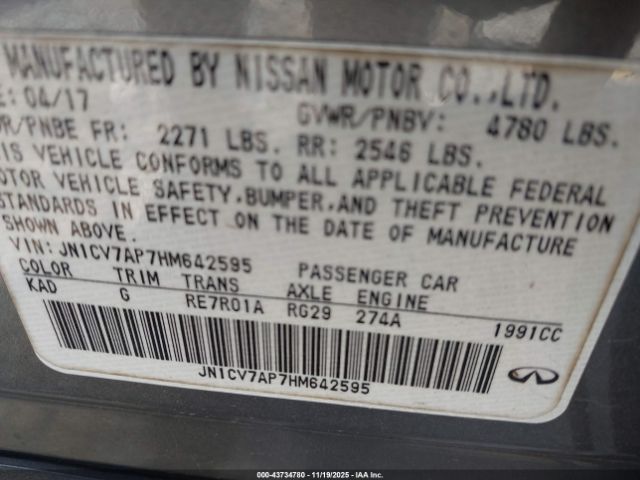 MANUFACTURED BY NISSAN MOTOR CO.,LTD.
E: 04/17 GVWR/PNBV: 4780 LBS.
R/PNBE FR: 2271 LBS. RR: 2546 LBS.
IS VEHICLE CONFORMS TO ALL APPLICABLE FEDERAL
OTOR VEHICLE SAFETY,BUMPER,AND THEFT PREVENTION
STANDARDS IN EFFECT ON THE DATE OF MANUFACTURE
SHOWN ABOVE.
VIN: JN1CV7AP7HM642595 PASSENGER CAR
COLOR TRIM TRANS AXLE ENGINE
KAD G RE7R01A RG29 274A 1991CC
JN1CV7AP7HM642595
INFINITI
000-43734780 - 11/19/2025 - IAA Inc.